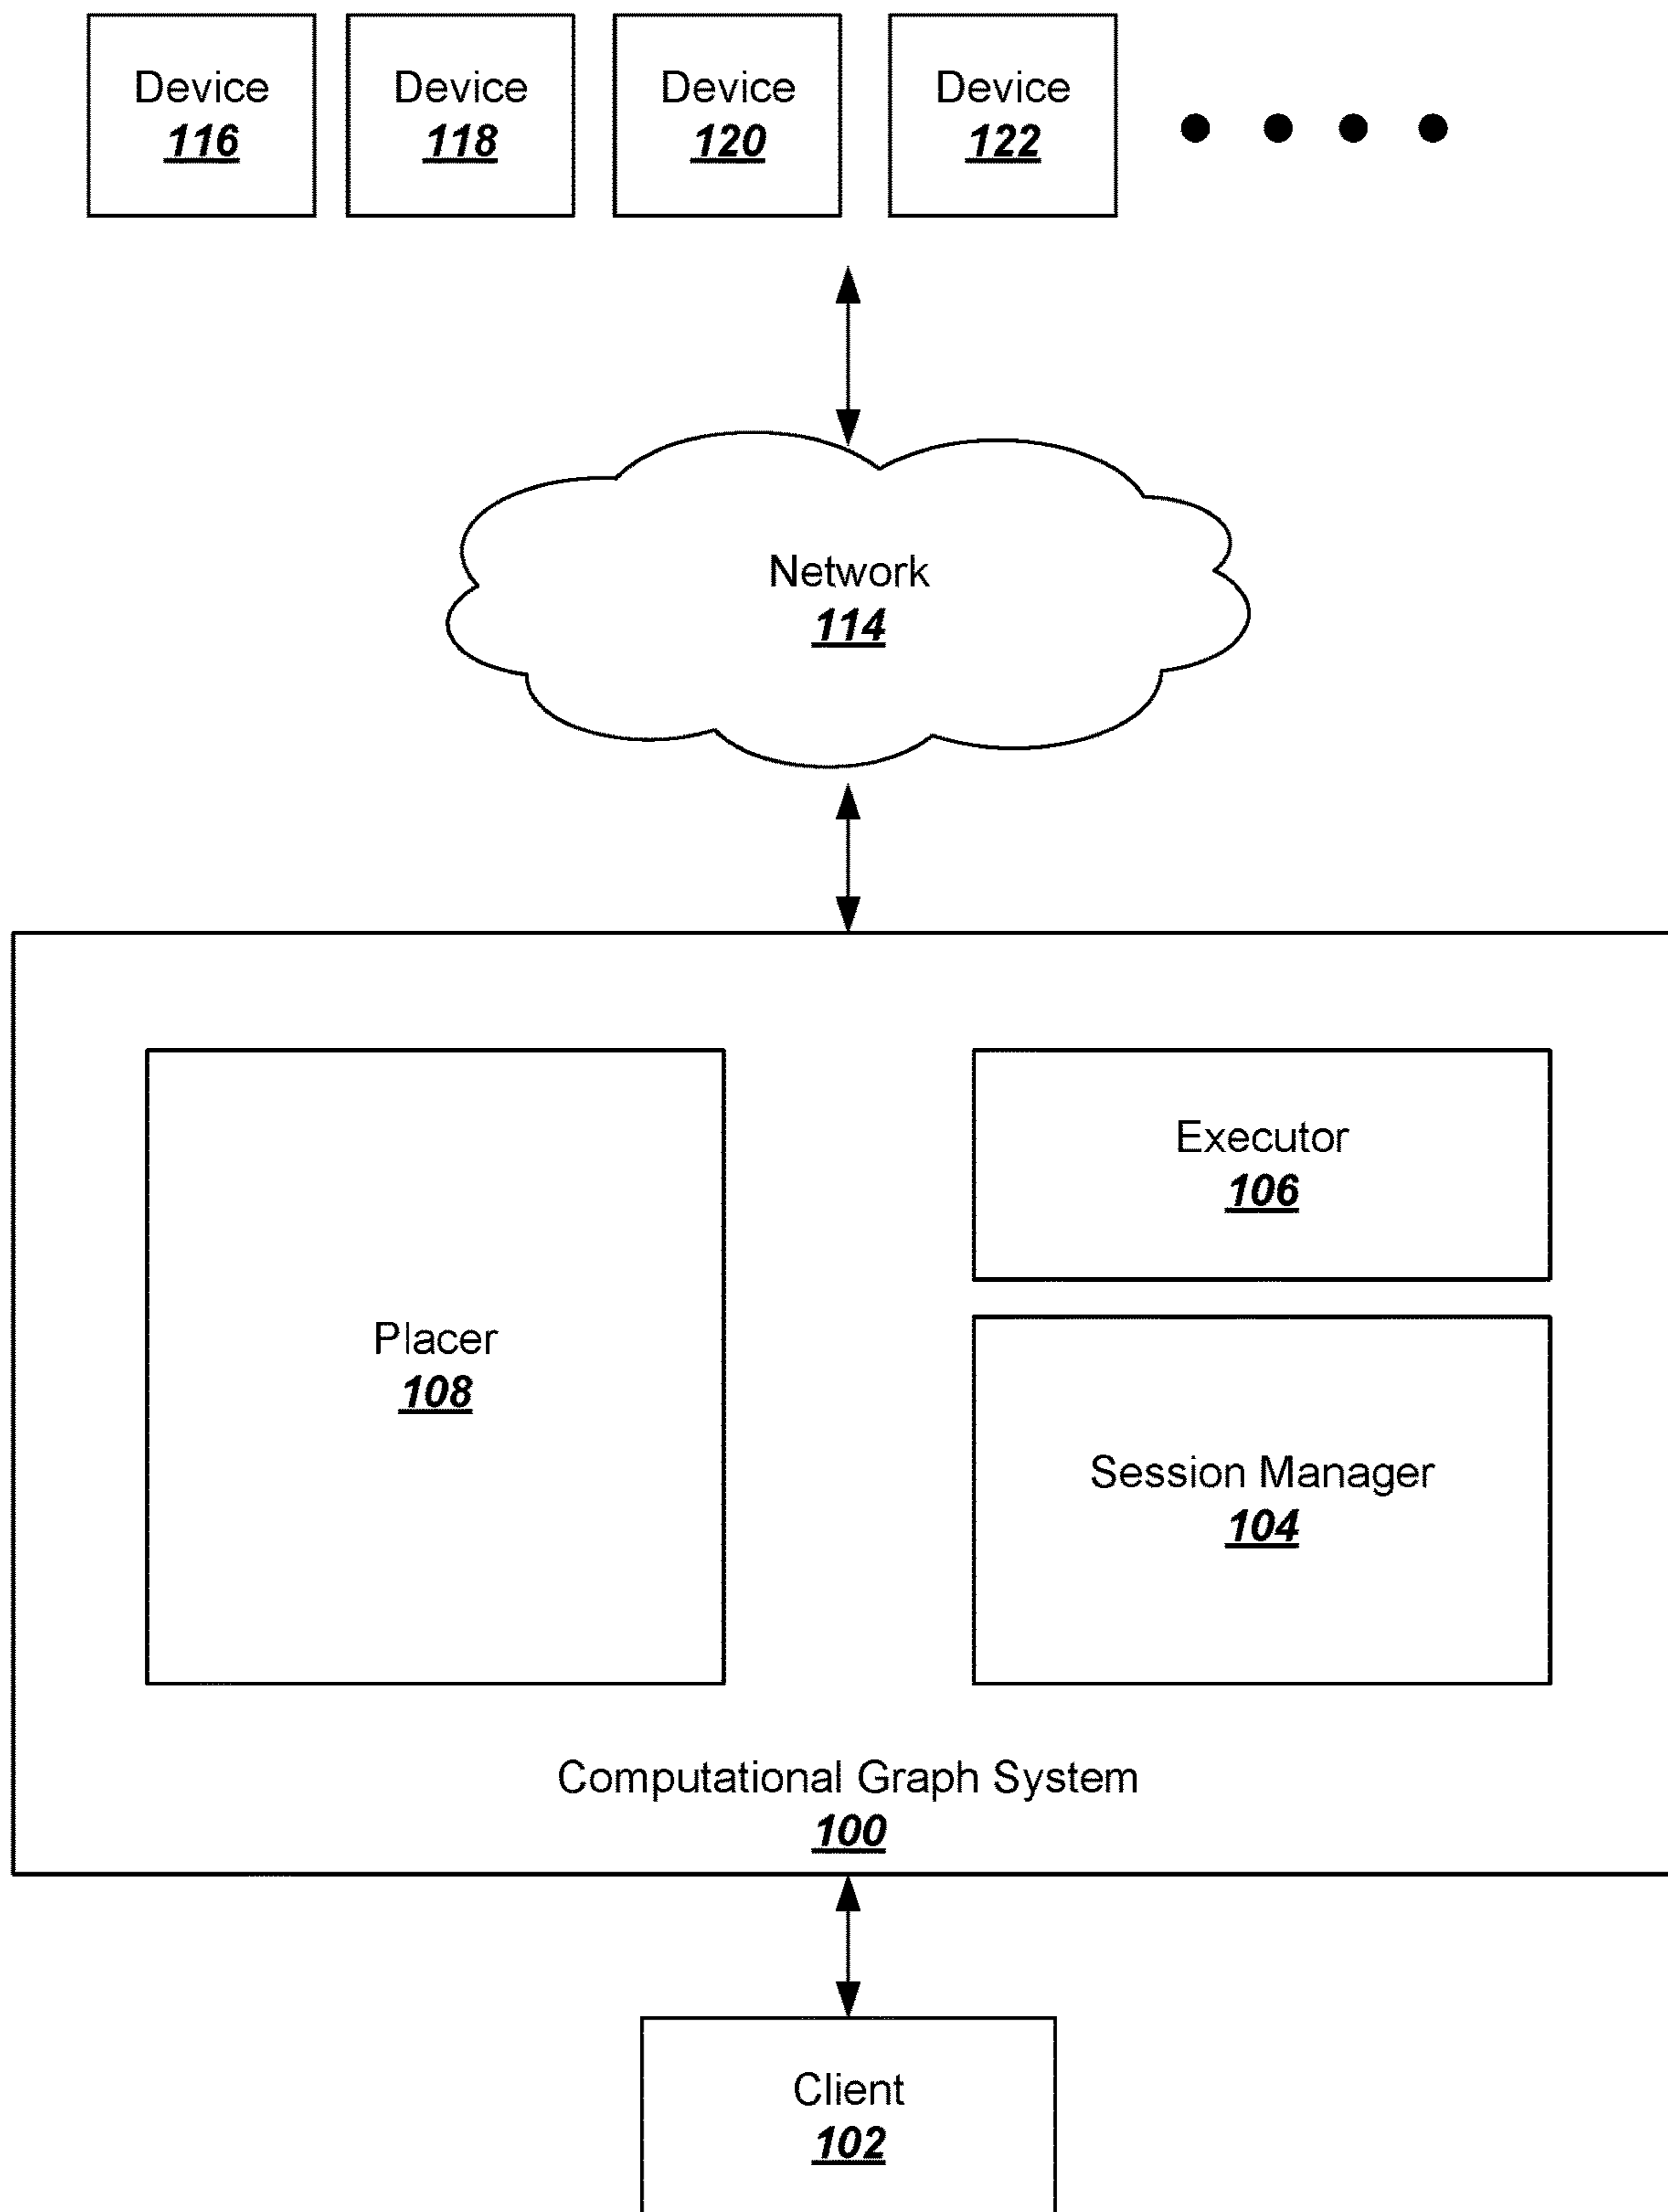 Device
116
Device
118
Device
120
Device
122
Network
114
Placer
108
Executor
106
Session Manager
104
Computational Graph System
100
Client
102